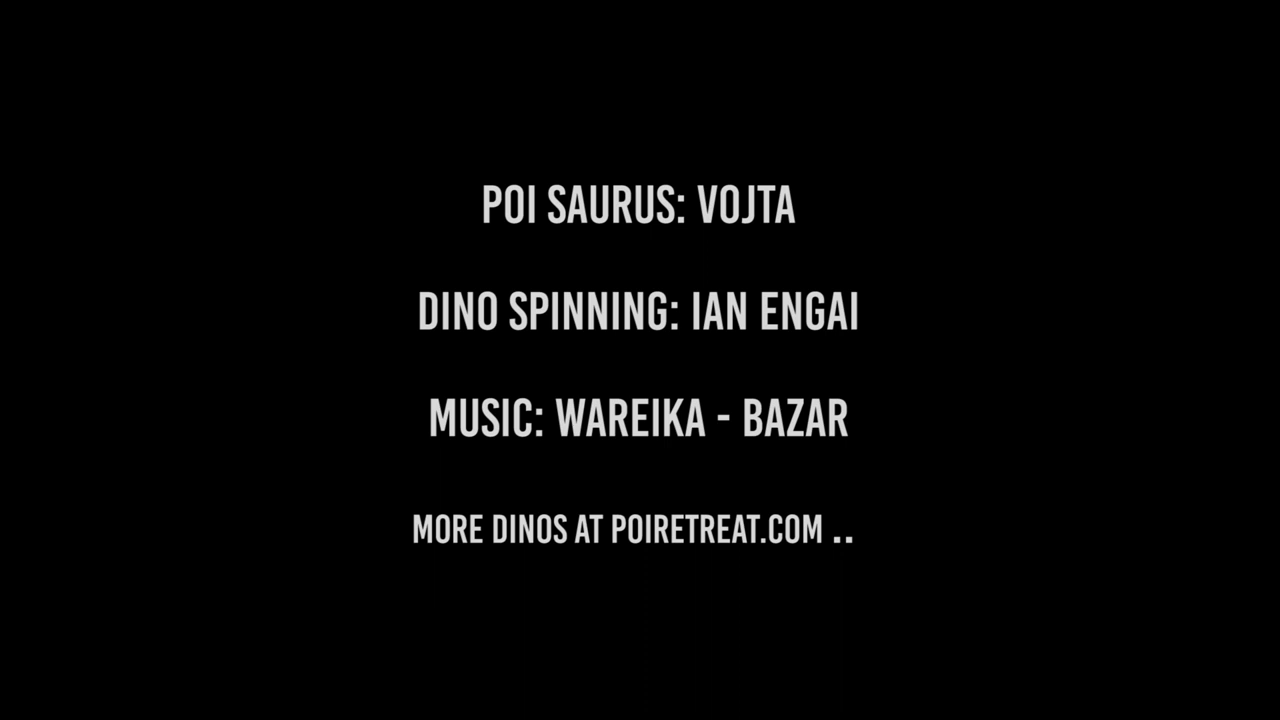 POI SAURUS: VOJTA
DINO SPINNING: IAN ENGAI
MUSIC: WAREIKA - BAZAR
MORE DINOS AT POIRETREAT.COM ..